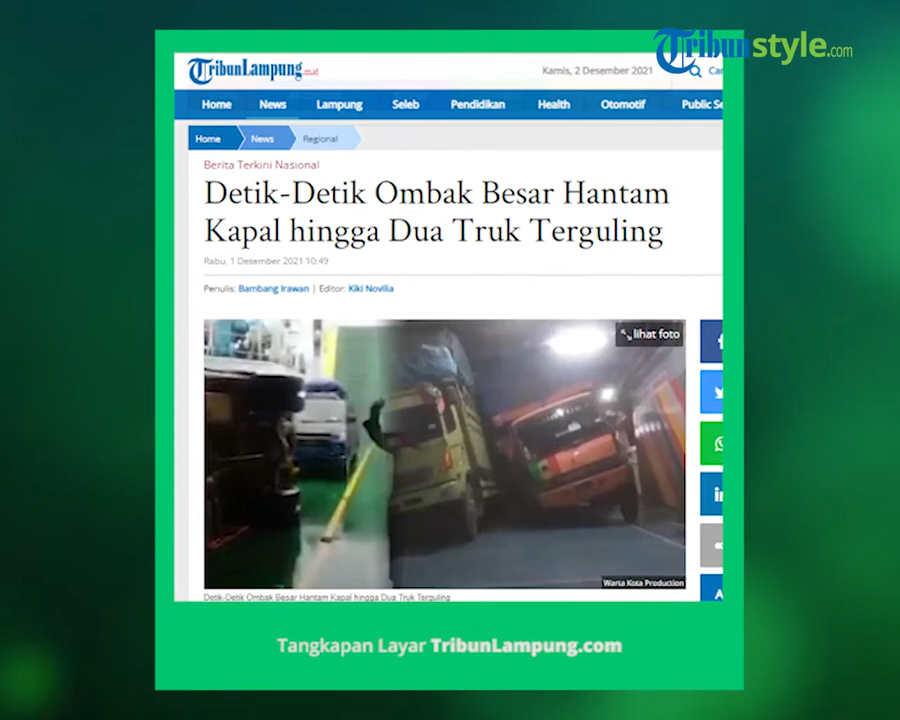 Tribunstyle.com
TribunLampung.co.id
Kamis, 2 Desember 2021
Home News Lampung Seleb Pendidikan Health Otomotif Public
Home News Regional
Berita Terkini Nasional
Detik-Detik Ombak Besar Hantam
Kapal hingga Dua Truk Terguling
Rabu, 1 Desember 2021 10:49
Penulis: Bambang Irawan | Editor: Kiki Novilia
lihat foto
Warta Kota Production
Detik-Detik Ombak Besar Hantam Kapal hingga Dua Truk Terguling
Tangkapan Layar TribunLampung.com